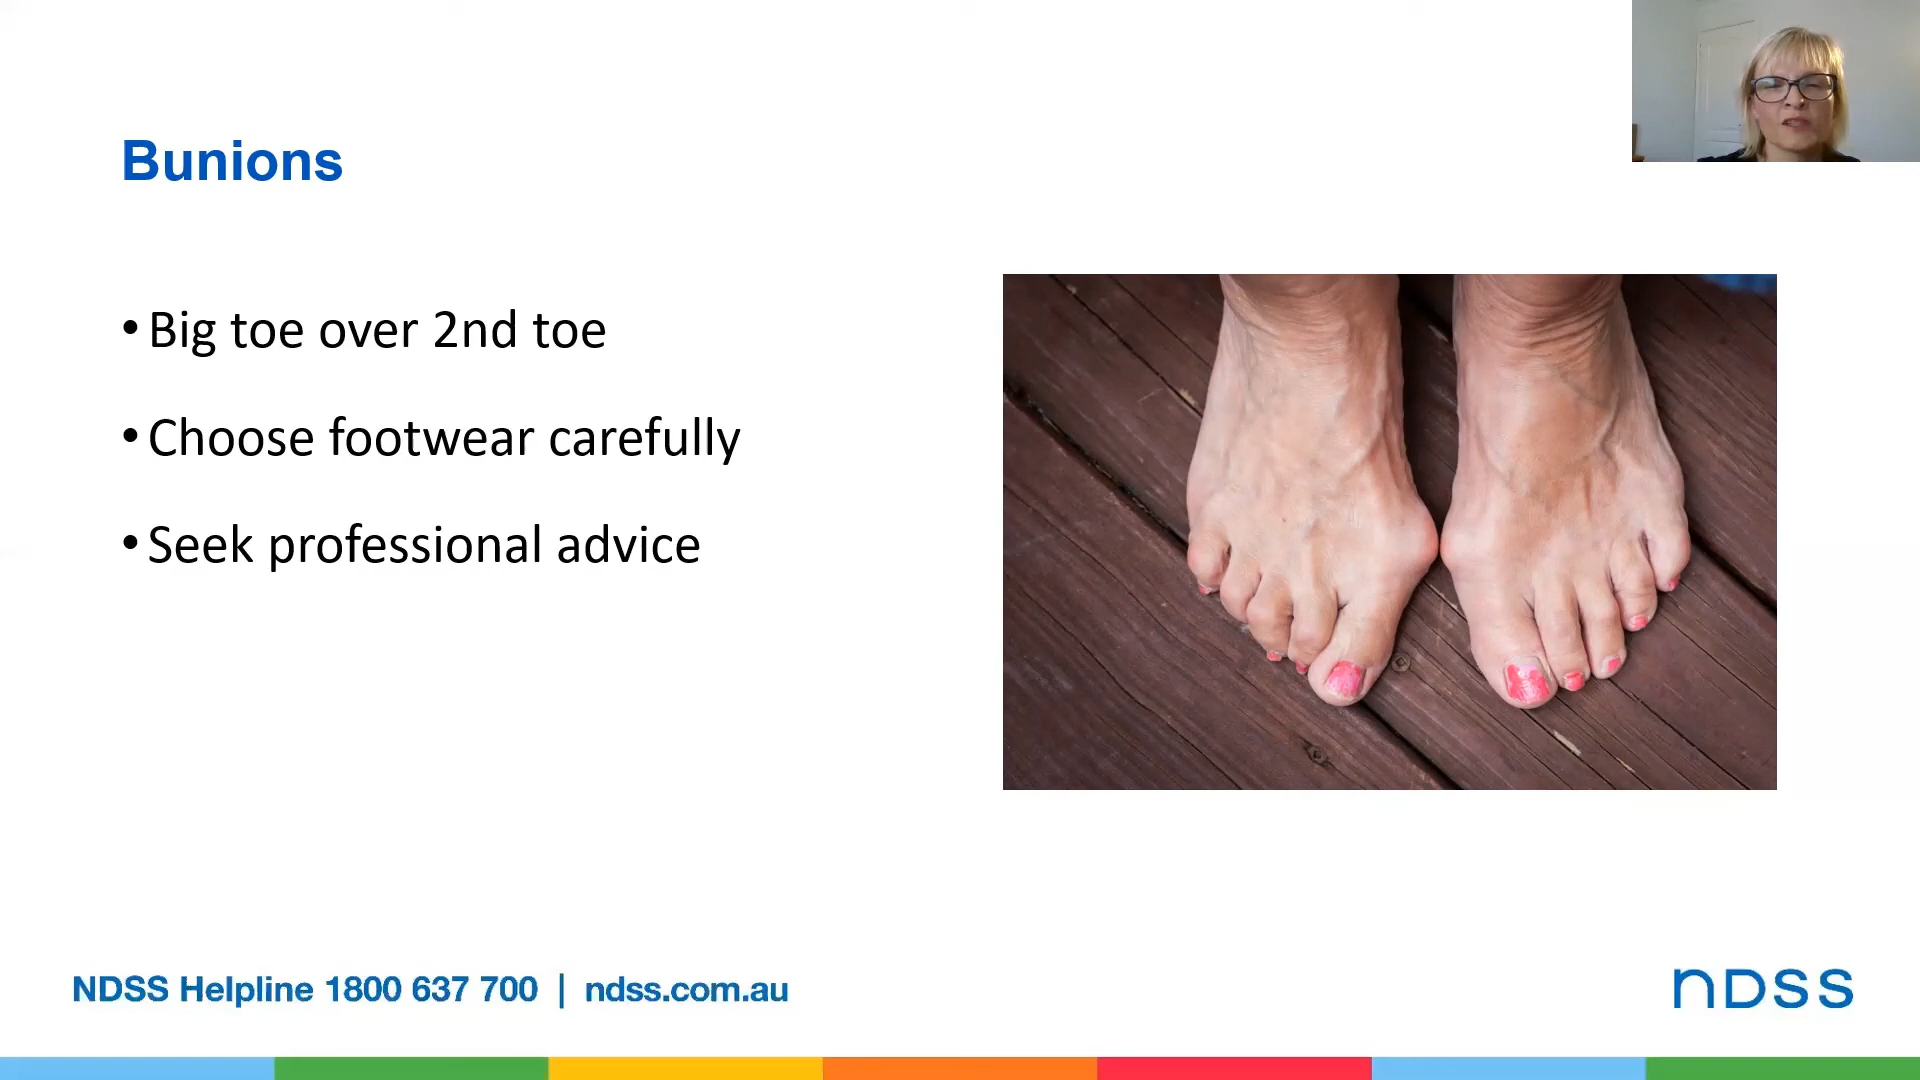 Bunions
• Big toe over 2nd toe
• Choose footwear carefully
• Seek professional advice
NDSS Helpline 1800 637 700 | ndss.com.au
nDSS